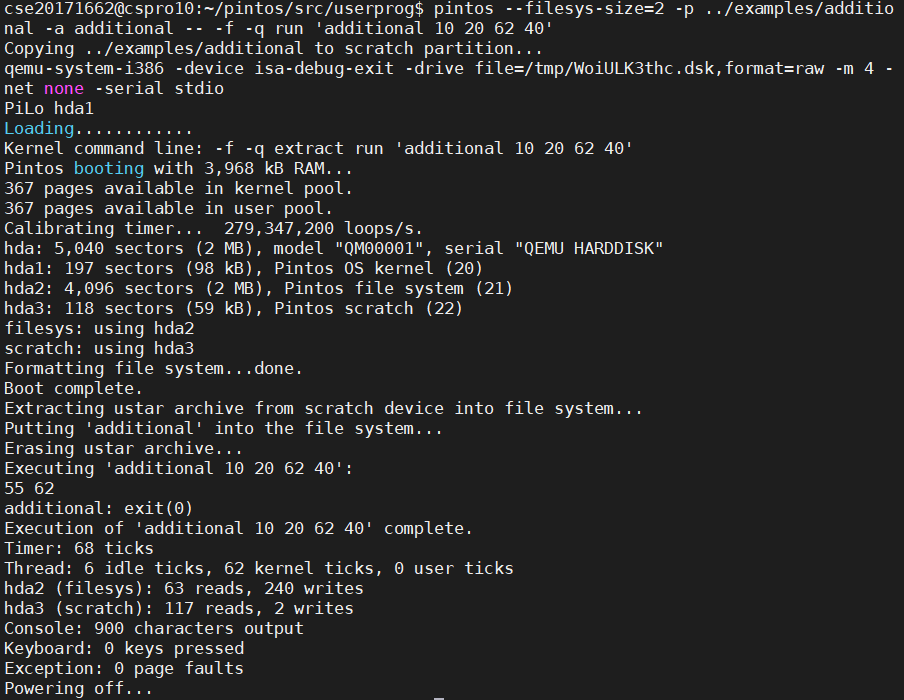 cse20171662@cspro10:~/pintos/src/userprog$ pintos --filesys-size=2 -p ../examples/additio
nal -a additional -- -f -q run 'additional 10 20 62 40'
Copying ../examples/additional to scratch partition...
qemu-system-i386 -device isa-debug-exit -drive file=/tmp/WoiULK3thc.dsk,format=raw -m 4 -
net none -serial stdio
PiLo hda1
Loading............
Kernel command line: -f -q extract run 'additional 10 20 62 40'
Pintos booting with 3,968 kB RAM...
367 pages available in kernel pool.
367 pages available in user pool.
Calibrating timer...  279,347,200 loops/s.
hda: 5,040 sectors (2 MB), model "QM00001", serial "QEMU HARDDISK"
hda1: 197 sectors (98 kB), Pintos OS kernel (20)
hda2: 4,096 sectors (2 MB), Pintos file system (21)
hda3: 118 sectors (59 kB), Pintos scratch (22)
filesys: using hda2
scratch: using hda3
Formatting file system...done.
Boot complete.
Extracting ustar archive from scratch device into file system...
Putting 'additional' into the file system...
Erasing ustar archive...
Executing 'additional 10 20 62 40':
55 62
additional: exit(0)
Execution of 'additional 10 20 62 40' complete.
Timer: 68 ticks
Thread: 6 idle ticks, 62 kernel ticks, 0 user ticks
hda2 (filesys): 63 reads, 240 writes
hda3 (scratch): 117 reads, 2 writes
Console: 900 characters output
Keyboard: 0 keys pressed
Exception: 0 page faults
Powering off...